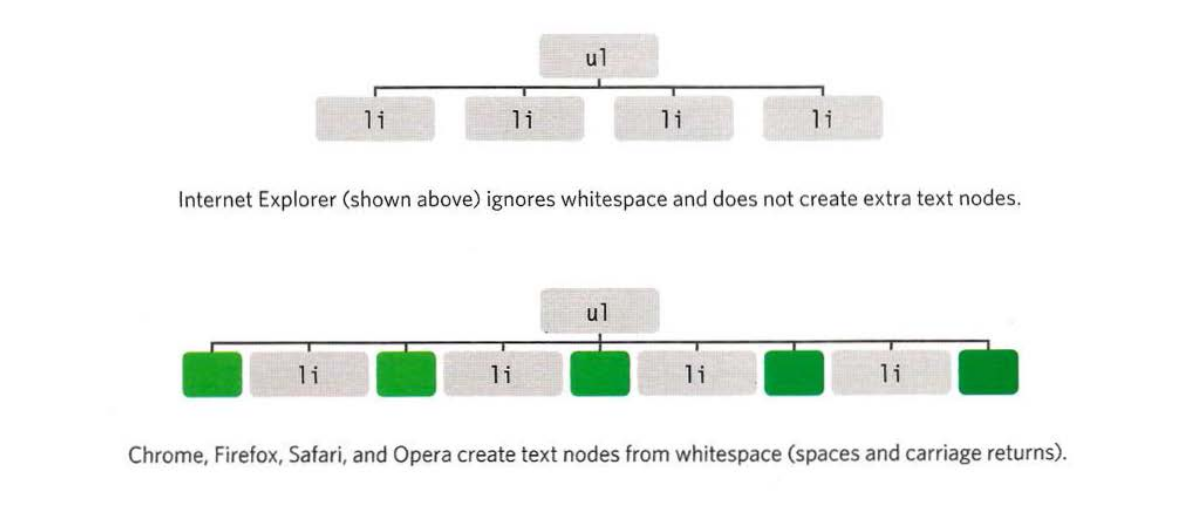 ul
li li li li
Internet Explorer (shown above) ignores whitespace and does not create extra text nodes.
ul
li li li li
Chrome, Firefox, Safari, and Opera create text nodes from whitespace (spaces and carriage returns).